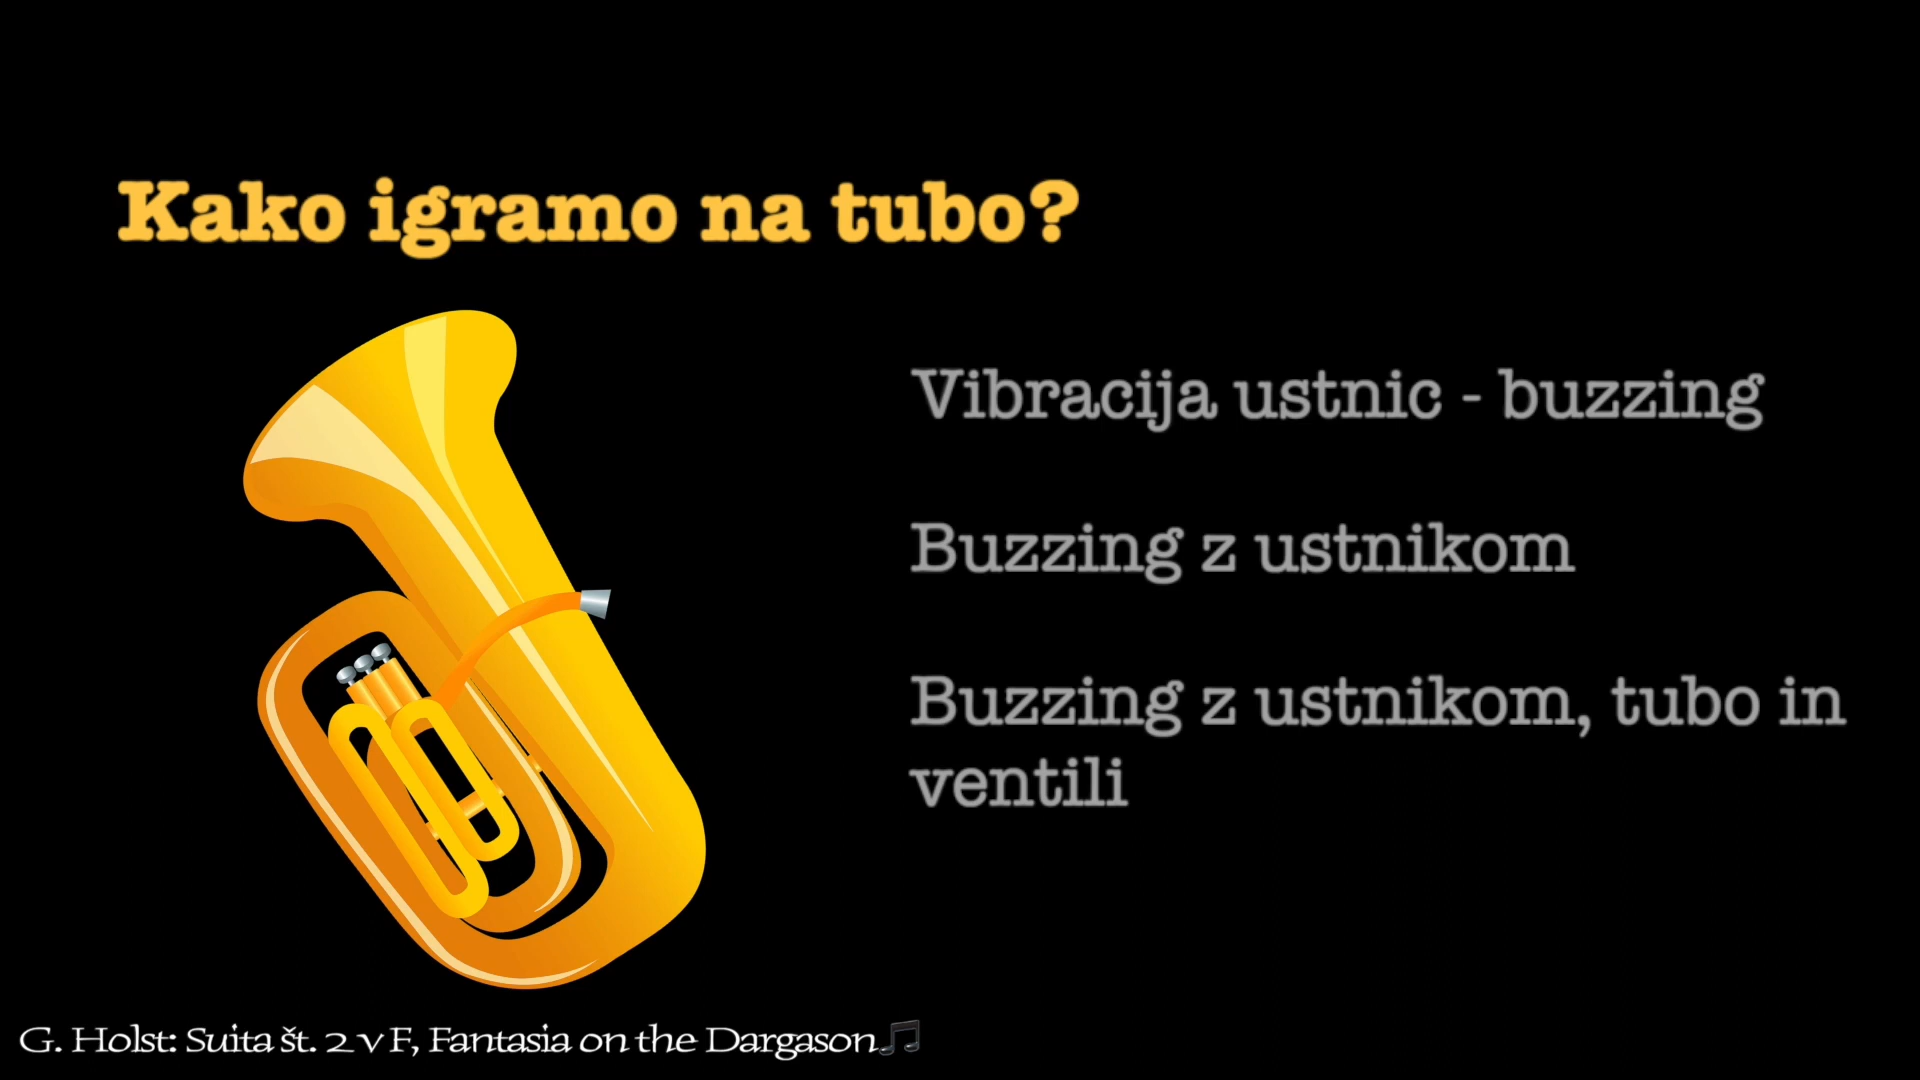 Kako igramo na tubo?
Vibracija ustnic - buzzing
Buzzing z ustnikom
Buzzing z ustnikom, tubo in
ventili
G. Holst: Suita št. 2 v F, Fantasia on the Dargason🎵